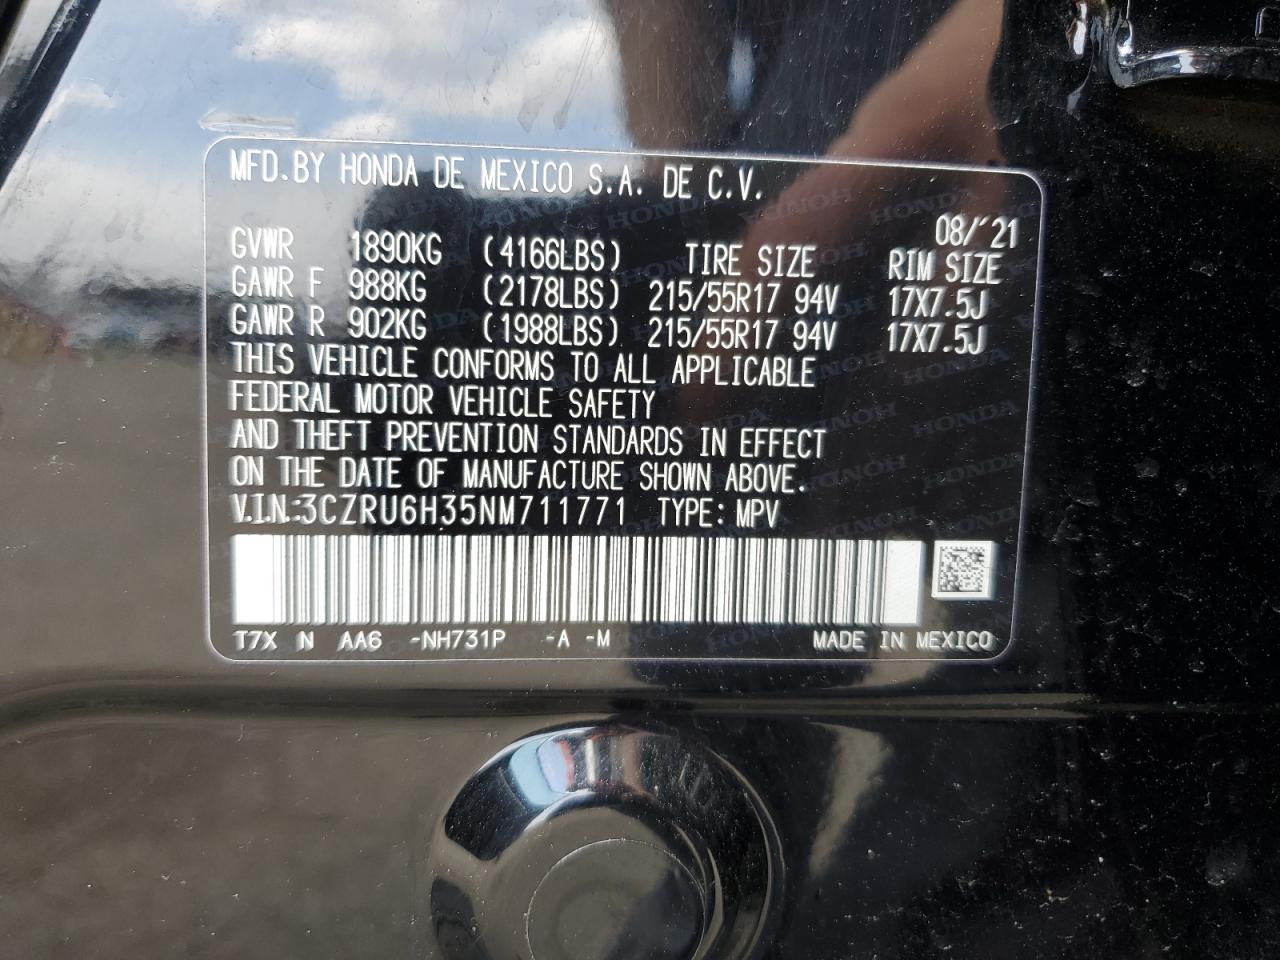 MFD.BY HONDA DE MEXICO S.A. DE C.V.
08/'21
GVWR 1890KG (4166LBS) TIRE SIZE RIM SIZE
GAWR F 988KG (2178LBS) 215/55R17 94V 17X7.5J
GAWR R 902KG (1988LBS) 215/55R17 94V 17X7.5J
THIS VEHICLE CONFORMS TO ALL APPLICABLE
FEDERAL MOTOR VEHICLE SAFETY
AND THEFT PREVENTION STANDARDS IN EFFECT
ON THE DATE OF MANUFACTURE SHOWN ABOVE.
V.I.N.:3CZRU6H35NM711771 TYPE: MPV
T7X N AA6 -NH731P -A -M MADE IN MEXICO